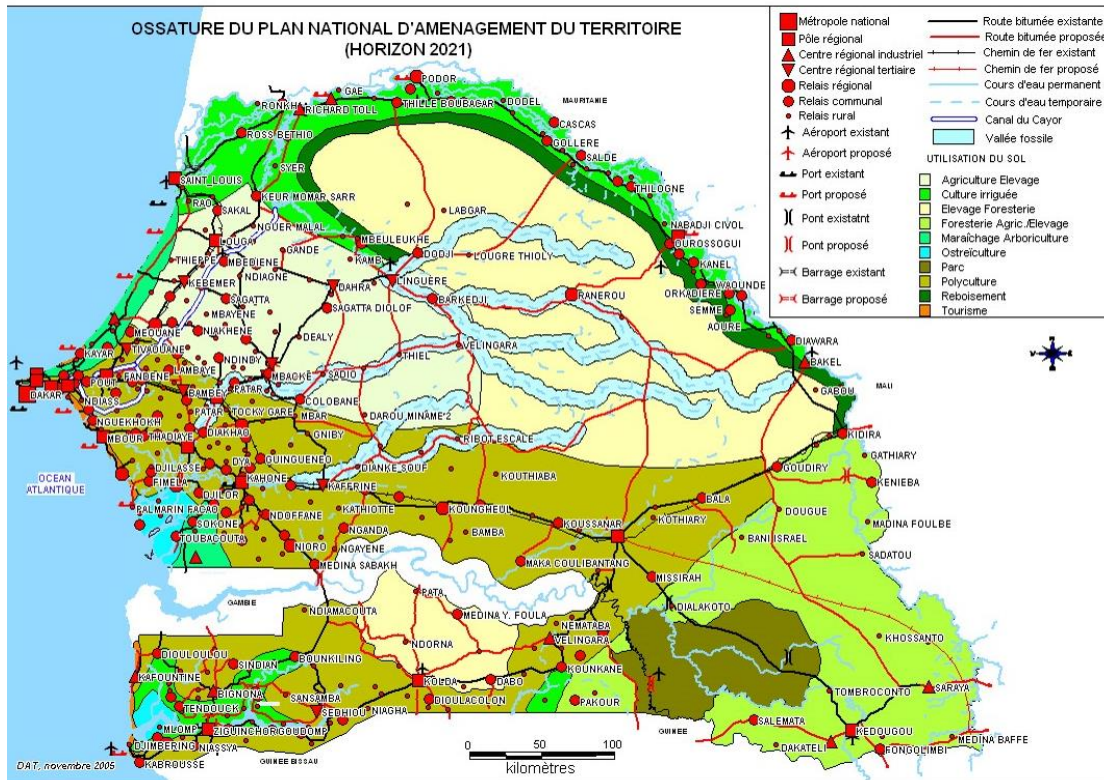 OSSATURE DU PLAN NATIONAL D'AMENAGEMENT DU TERRITOIRE
(HORIZON 2021)
Métropole national
Pôle régional
Centre régional industriel
Centre régional tertiaire
Relais régional
Relais communal
Relais rural
Aéroport existant
Aéroport proposé
Port existant
Port proposé
Pont existatnt
Pont proposé
Barrage existant
Barrage proposé
Route bitumée existante
Route bitumée proposée
Chemin de fer existant
Chemin de fer proposé
Cours d'eau permanent
Cours d'eau temporaire
Canal du Cayor
Vallée fossile
UTILISATION DU SOL
Agriculture Elevage
Culture irriguée
Elevage Foresterie
Foresterie Agric./Elevage
Maraîchage Arboriculture
Ostreïculture
Parc
Polyculture
Reboisement
Tourisme
PODOR
GAE
RONKH
RICHARD TOLL
THILLE BOUBACAR
DODEL
MAURITANIE
CASCAS
ROSS BETHIO
GOLLERE
SALDE
SYER
THILOGNE
SAINT_LOUIS
KEUR MOMAR SARR
RAO
SAKAL
LABGAR
NABADJI CIVOL
NGUER MALAL
LOUGA
MBEULEUKHE
OUROSSOGUI
GANDE
DODJI
LOUGRE THIOLY
KANEL
THIEPPE
MBEDIENE
KAMB
NDIAGNE
LINGUERE
KEBEMER
DAHRA
RANEROU
ORKADIERE
WAOUNDE
SAGATTA
BARKEDJI
SEMME
MBAYENE
SAGATTA DIOLOF
AOURE
MEOUANE
NIAKHENE
DEALY
VELINGARA
DIAWARA
TIVAOUANE
KAYAR
NDINDY
THIEL
BAKEL
LAMBAYE
MBACKE
SADIO
MALI
POUT
FANDENE
PATAR
DAKAR
BAMBEY
GABOU
NDIASS
COLOBANE
PATAR
TOCKY GARE
MBAR
DAROU MINAME'2
NGUEKHOKH
MBOUR
THADIAYE
DIAKHAO
GNIBY
RIBOT ESCALE
KIDIRA
DYA
GUINGUENEO
DIANKE SOUF
GATHIARY
OCEAN
ATLANTIQUE
DJILASSE
FIMELA
KAHONE
KOUTHIABA
GOUDIRY
KENIEBA
DJILOR
KAFFRINE
BALA
PALMARIN FACAO
NDOFFANE
KATHIOTTE
KOUNGHEUL
DOUGUE
SOKONE
KOUSSANAR
KOTHIARY
MADINA FOULBE
NGANDA
BAMBA
TOUBACOUTA
BANI ISRAEL
NIORO
NGAYENE
SADATOU
MEDINA SABAKH
MAKA COULIBANTANG
MISSIRAH
GAMBIE
PATA
NDIAMACOUTA
MEDINA Y. FOULA
DIALAKOTO
NEMATABA
NDORNA
VELINGARA
KHOSSANTO
DIOULOULOU
SINDIAN
BOUNKILING
KOUNKANE
KAFOUNTINE
KOLDA
DABO
BIGNONA
SANSAMBA
DIOULACOLON
PAKOUR
TOMBROCONTO
SARAYA
TENDOUCK
SEDHIOU
NIAGHA
MLOMP
ZIGUINCHOR
GOUDOMP
SALEMATA
KEDOUGOU
DJIMBERING
NIASSYA
GUINEE
DAKATELI
FONGOLIMBI
MEDINA BAFFE
KABROUSSE
GUINEE BISSAU
0 50 100
kilomètres
DAT, novembre 2005